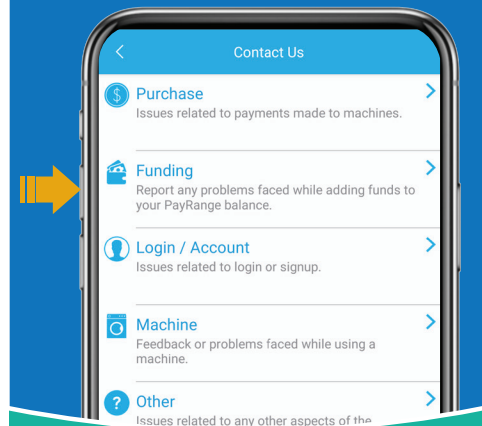 Contact Us
Purchase
Issues related to payments made to machines.
Funding
Report any problems faced while adding funds to
your PayRange balance.
Login / Account
Issues related to login or signup.
Machine
Feedback or problems faced while using a
machine.
Other
Issues related to any other aspects of the